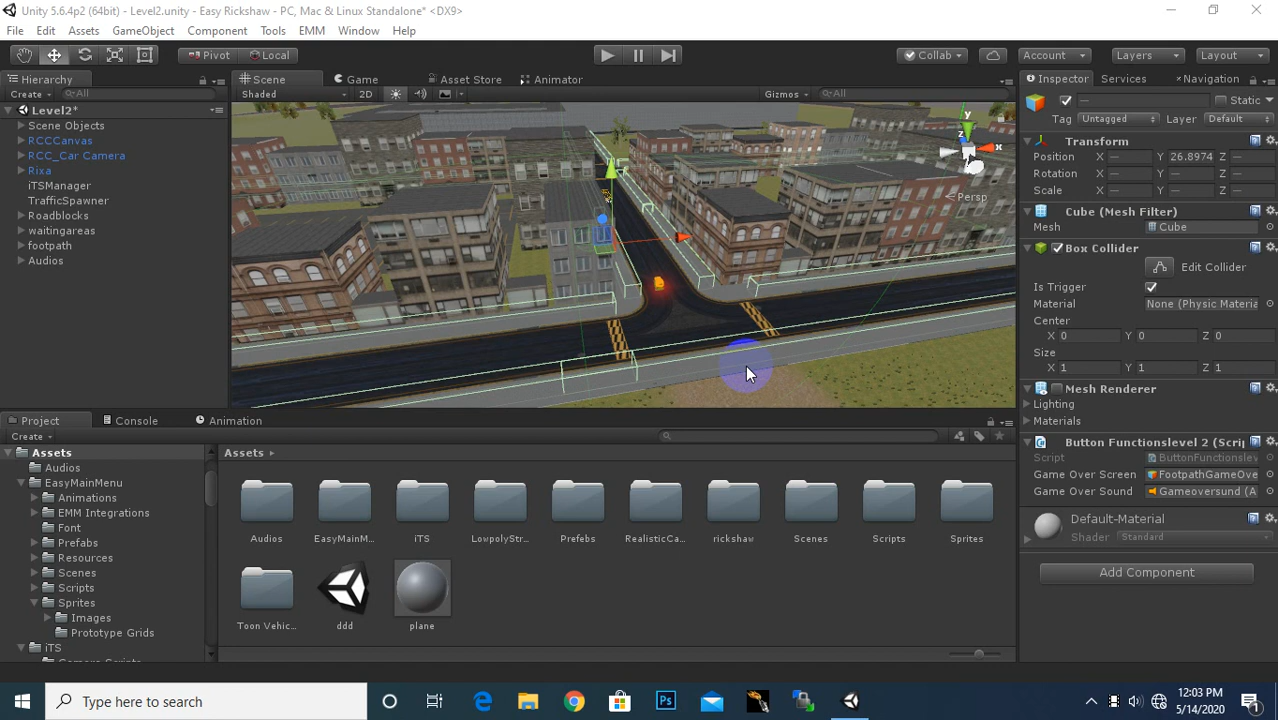 Unity 5.6.4p2 (64bit) - Level2.unity - Easy Rickshaw - PC, Mac & Linux Standalone* <DX9>
File Edit Assets GameObject Component Tools EMM Integrations Window Help
Pivot Local Collab Account Layers Layout
Hierarchy Scene Game Asset Store Animator Inspector Services Navigation
Create All Shaded 2D Gizmos All
Static
Tag Untagged Layer Default
Level2*
Scene Objects
RCCCanvas
RCC_Car Camera
Rixa
iTSManager
TrafficSpawner
Roadblocks
waitingareas
footpath
Audios
y
z
x
Persp
Transform
Position X — Y 26.8974 Z —
Rotation X — Y — Z —
Scale X — Y — Z —
Cube (Mesh Filter)
Mesh Cube
Box Collider
Edit Collider
Is Trigger
Material None (Physic Materia
Center
X 0 Y 0 Z 0
Size
X 1 Y 1 Z 1
Mesh Renderer
Lighting
Materials
Button Functionslevel 2 (Scrip
Script ButtonFunctionslev
Game Over Screen FootpathGameOve
Game Over Sound Gameoversund (A
Default-Material
Shader Standard
Add Component
Project Console Animation
Create
Assets
Audios
EasyMainMenu
Animations
EMM Integrations
Font
Prefabs
Resources
Scenes
Scripts
Sprites
Images
Prototype Grids
iTS
Assets
Audios EasyMainM... iTS LowpolyStr... Prefebs RealisticCa... rickshaw Scenes Scripts Sprites
Toon Vehic... ddd plane
Type here to search
12:03 PM
5/14/2020